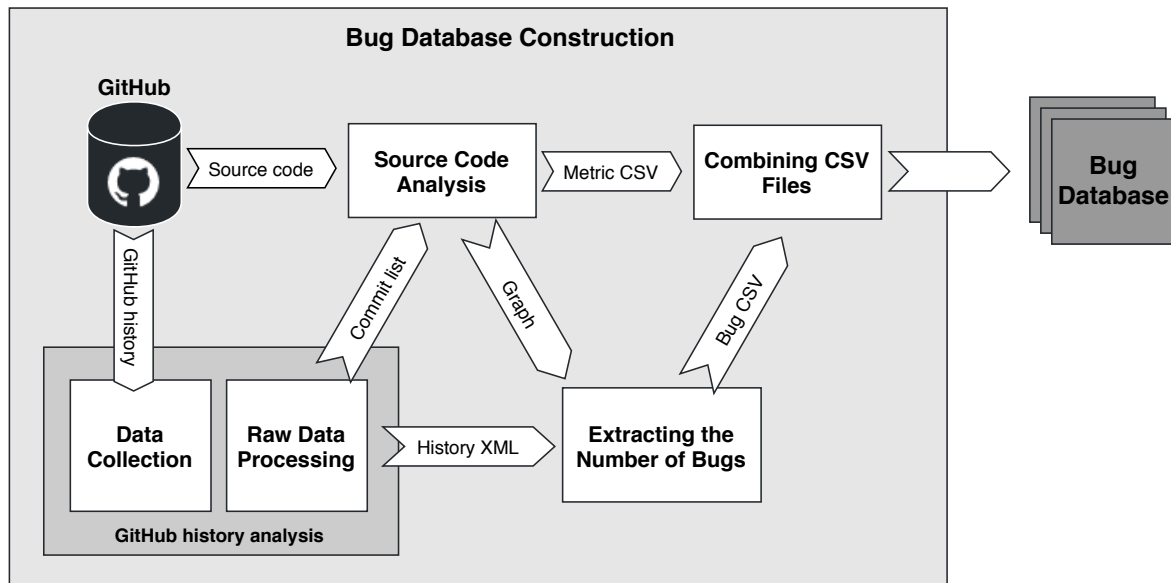 Bug Database Construction
GitHub
Source code
Source Code
Analysis
Metric CSV
Combining CSV
Files
Bug
Database
GitHub history
Commit list
Graph
Bug CSV
Data
Collection
Raw Data
Processing
History XML
Extracting the
Number of Bugs
GitHub history analysis